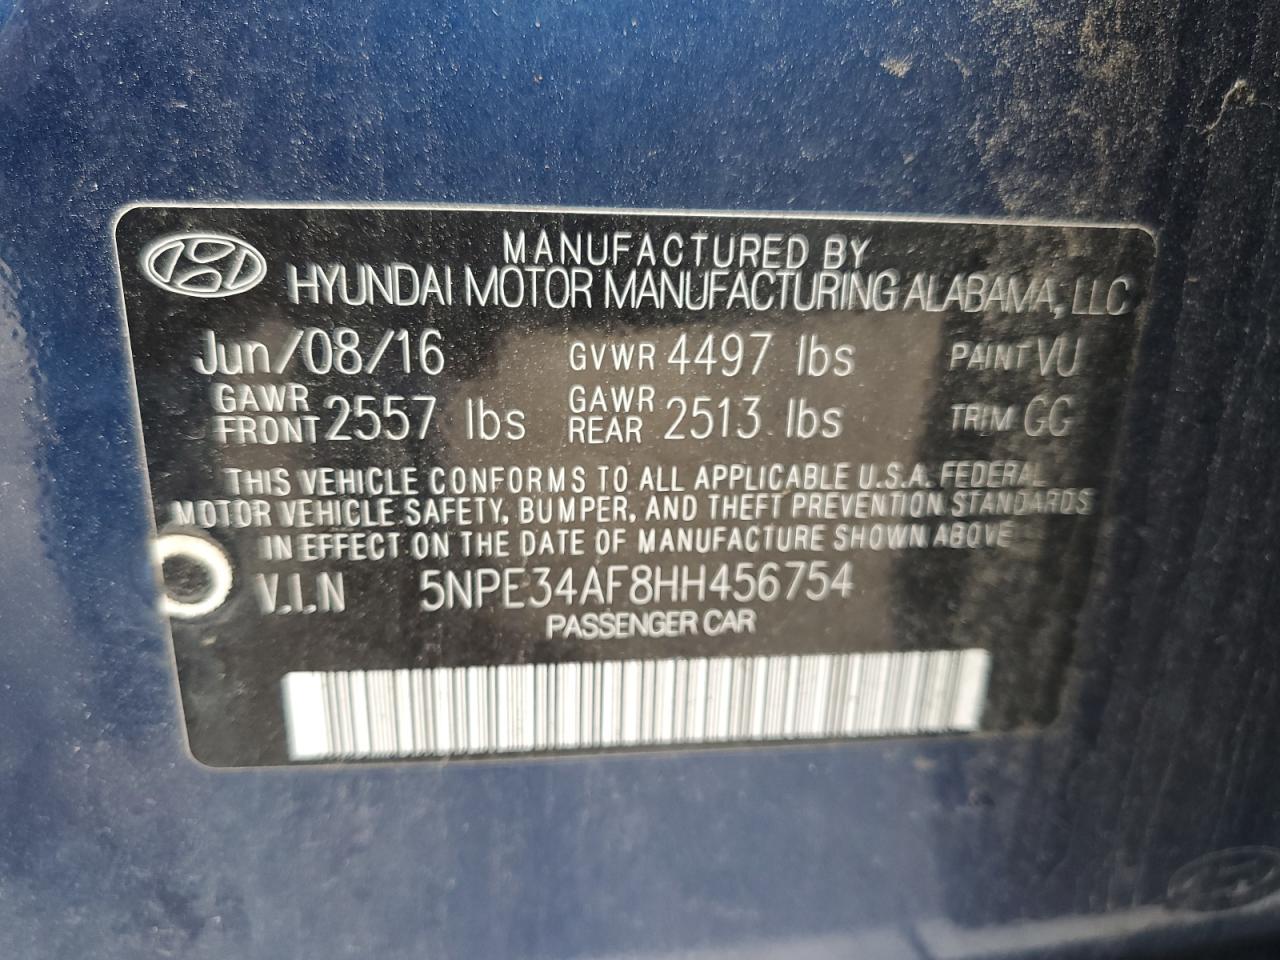 MANUFACTURED BY
HYUNDAI MOTOR MANUFACTURING ALABAMA, LLC
Jun/08/16 GVWR 4497 lbs PAINT VU
GAWR FRONT 2557 lbs GAWR REAR 2513 lbs TRIM GG
THIS VEHICLE CONFORMS TO ALL APPLICABLE U.S.A. FEDERAL
MOTOR VEHICLE SAFETY, BUMPER, AND THEFT PREVENTION STANDARDS
IN EFFECT ON THE DATE OF MANUFACTURE SHOWN ABOVE
V.I.N 5NPE34AF8HH456754
PASSENGER CAR